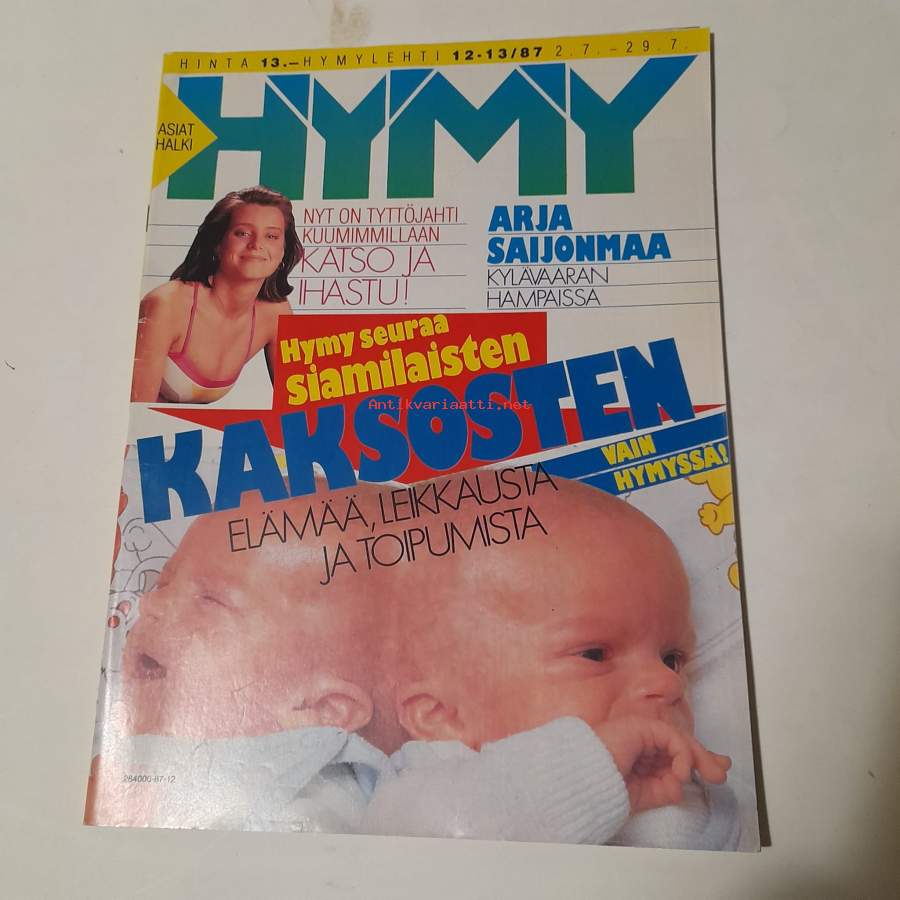 HINTA 13.– HYMYLEHTI 12-13/87 2.7.–29.7.
HYMY
ASIAT
HALKI
NYT ON TYTTÖJAHTI
KUUMIMMILLAAN
KATSO JA
IHASTU!
ARJA
SAIJONMAA
KYLÄVAARAN
HAMPAISSA
Hymy seuraa
siamilaisten
KAKSOSTEN
Antikvariaatti.net
VAIN
HYMYSSÄ!
ELÄMÄÄ, LEIKKAUSTA
JA TOIPUMISTA
284000-87-12